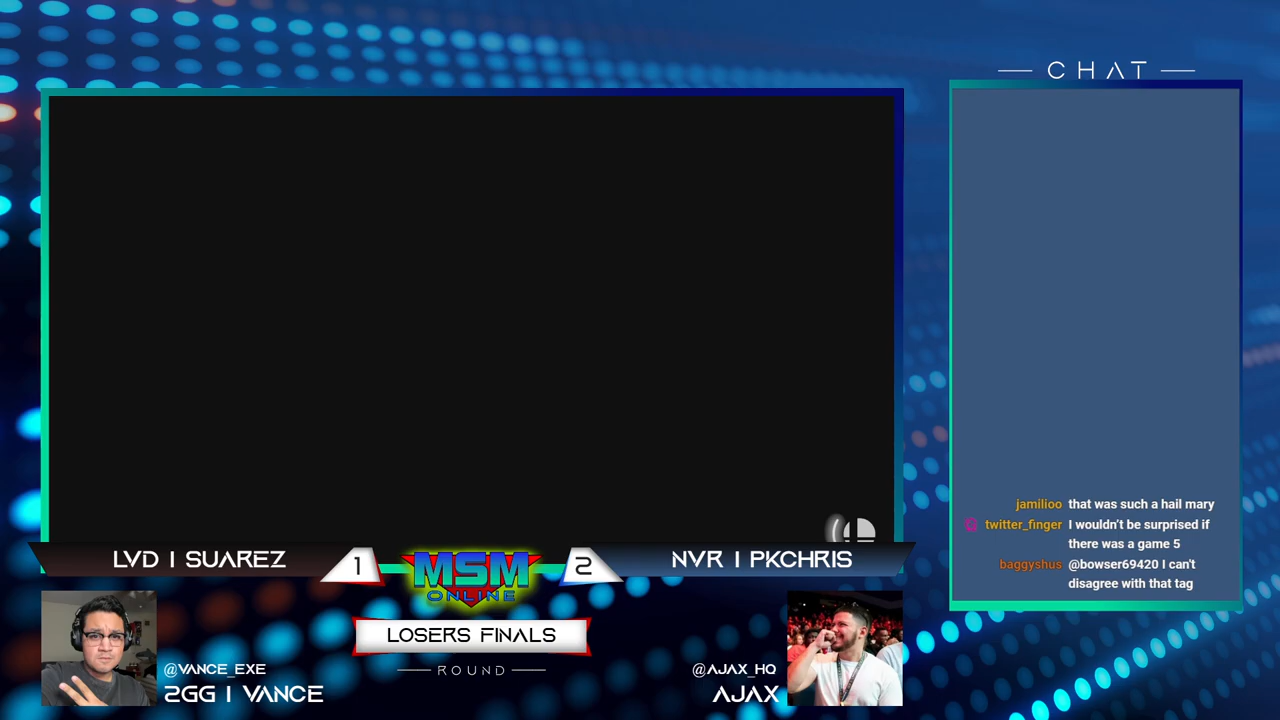 CHAT
jamilioo that was such a hail mary
twitter_finger I wouldn't be surprised if
there was a game 5
baggyshus @bowser69420 I can't
disagree with that tag
LVD | SUAREZ 1 MSM 2 NVR | PKCHRIS
ONLINE
LOSERS FINALS
ROUND
@VANCE_EXE
2GG | VANCE
@AJAX_HQ
AJAX